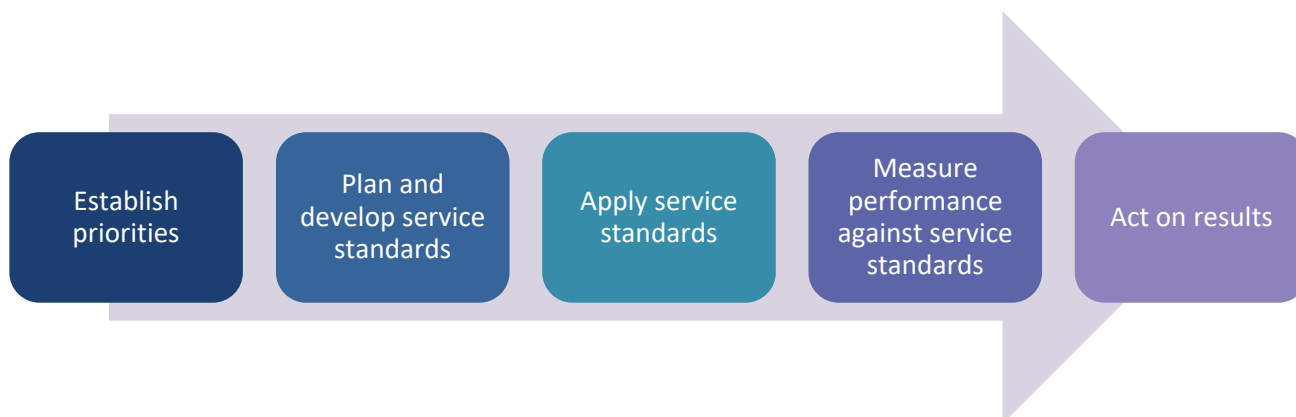 Establish
priorities
Plan and
develop service
standards
Apply service
standards
Measure
performance
against service
standards
Act on results